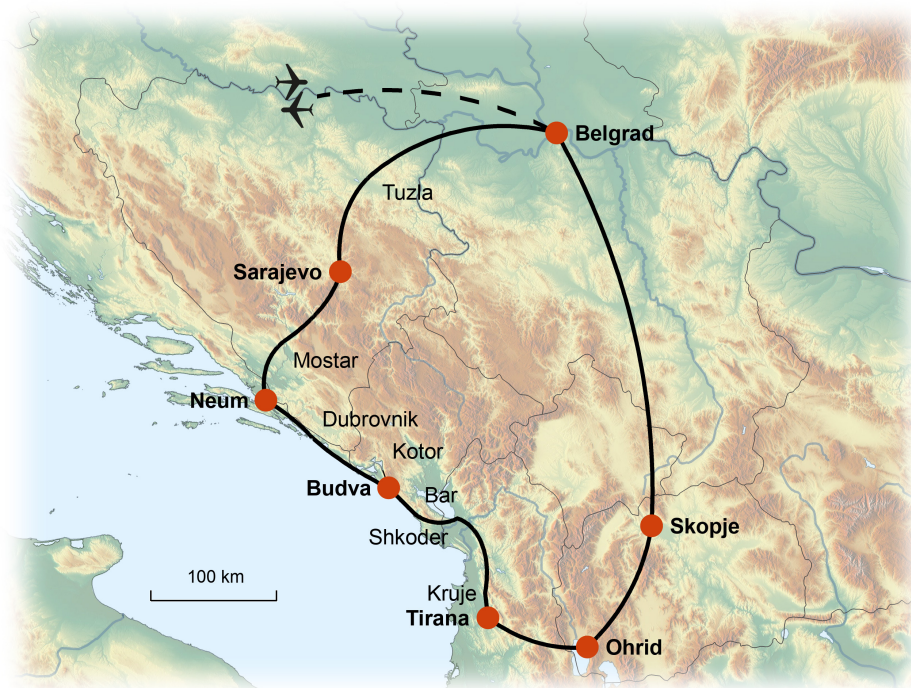 Belgrad
Tuzla
Sarajevo
Mostar
Neum
Dubrovnik
Kotor
Budva
Bar
Skopje
Shkoder
100 km
Kruje
Tirana
Ohrid